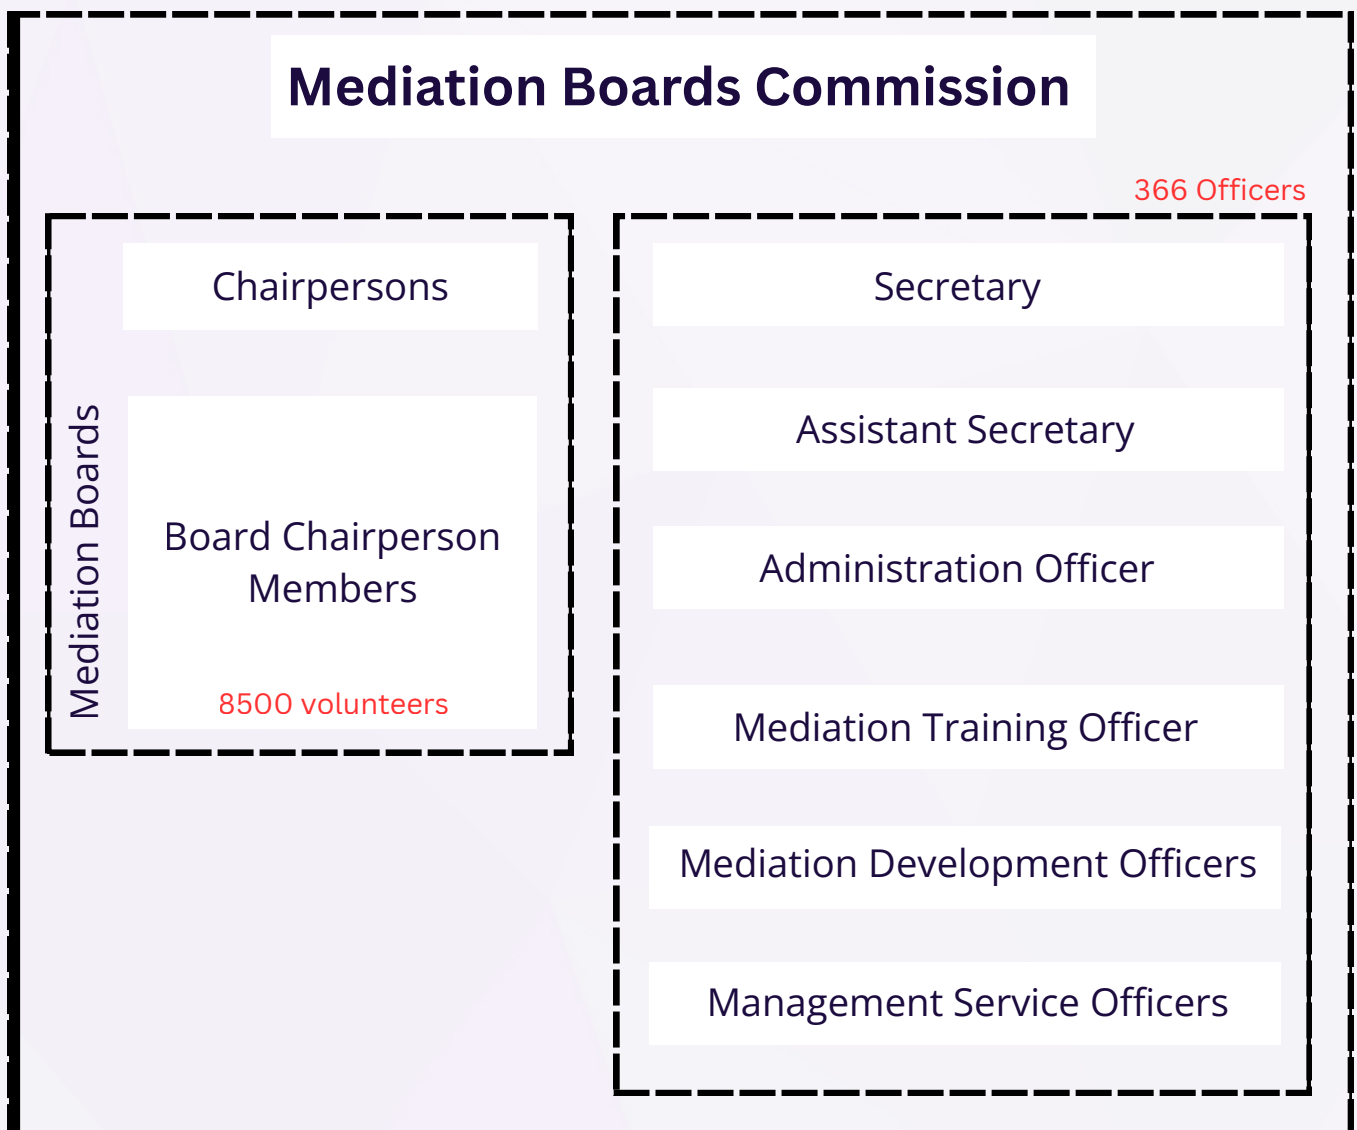 Mediation Boards Commission
366 Officers
Mediation Boards
Chairpersons
Board Chairperson
Members
8500 volunteers
Secretary
Assistant Secretary
Administration Officer
Mediation Training Officer
Mediation Development Officers
Management Service Officers